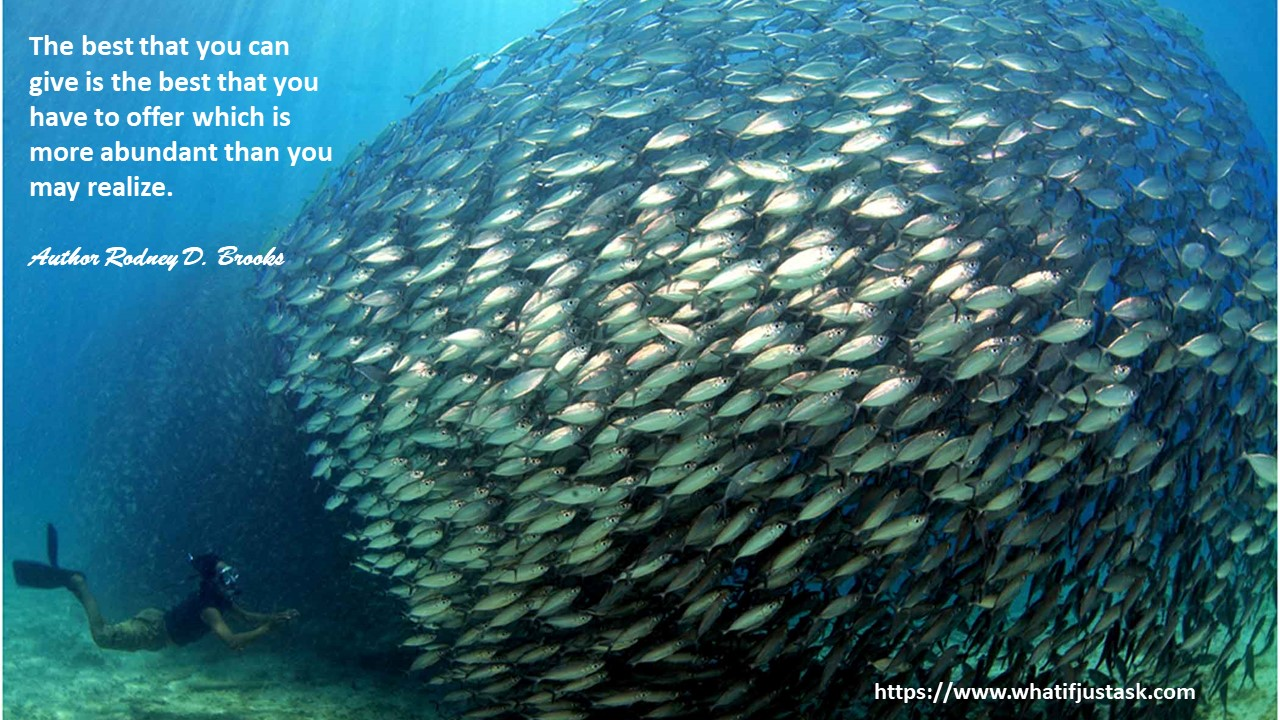 The best that you can
give is the best that you
have to offer which is
more abundant than you
may realize.
Author Rodney D. Brooks
https://www.whatifjustask.com